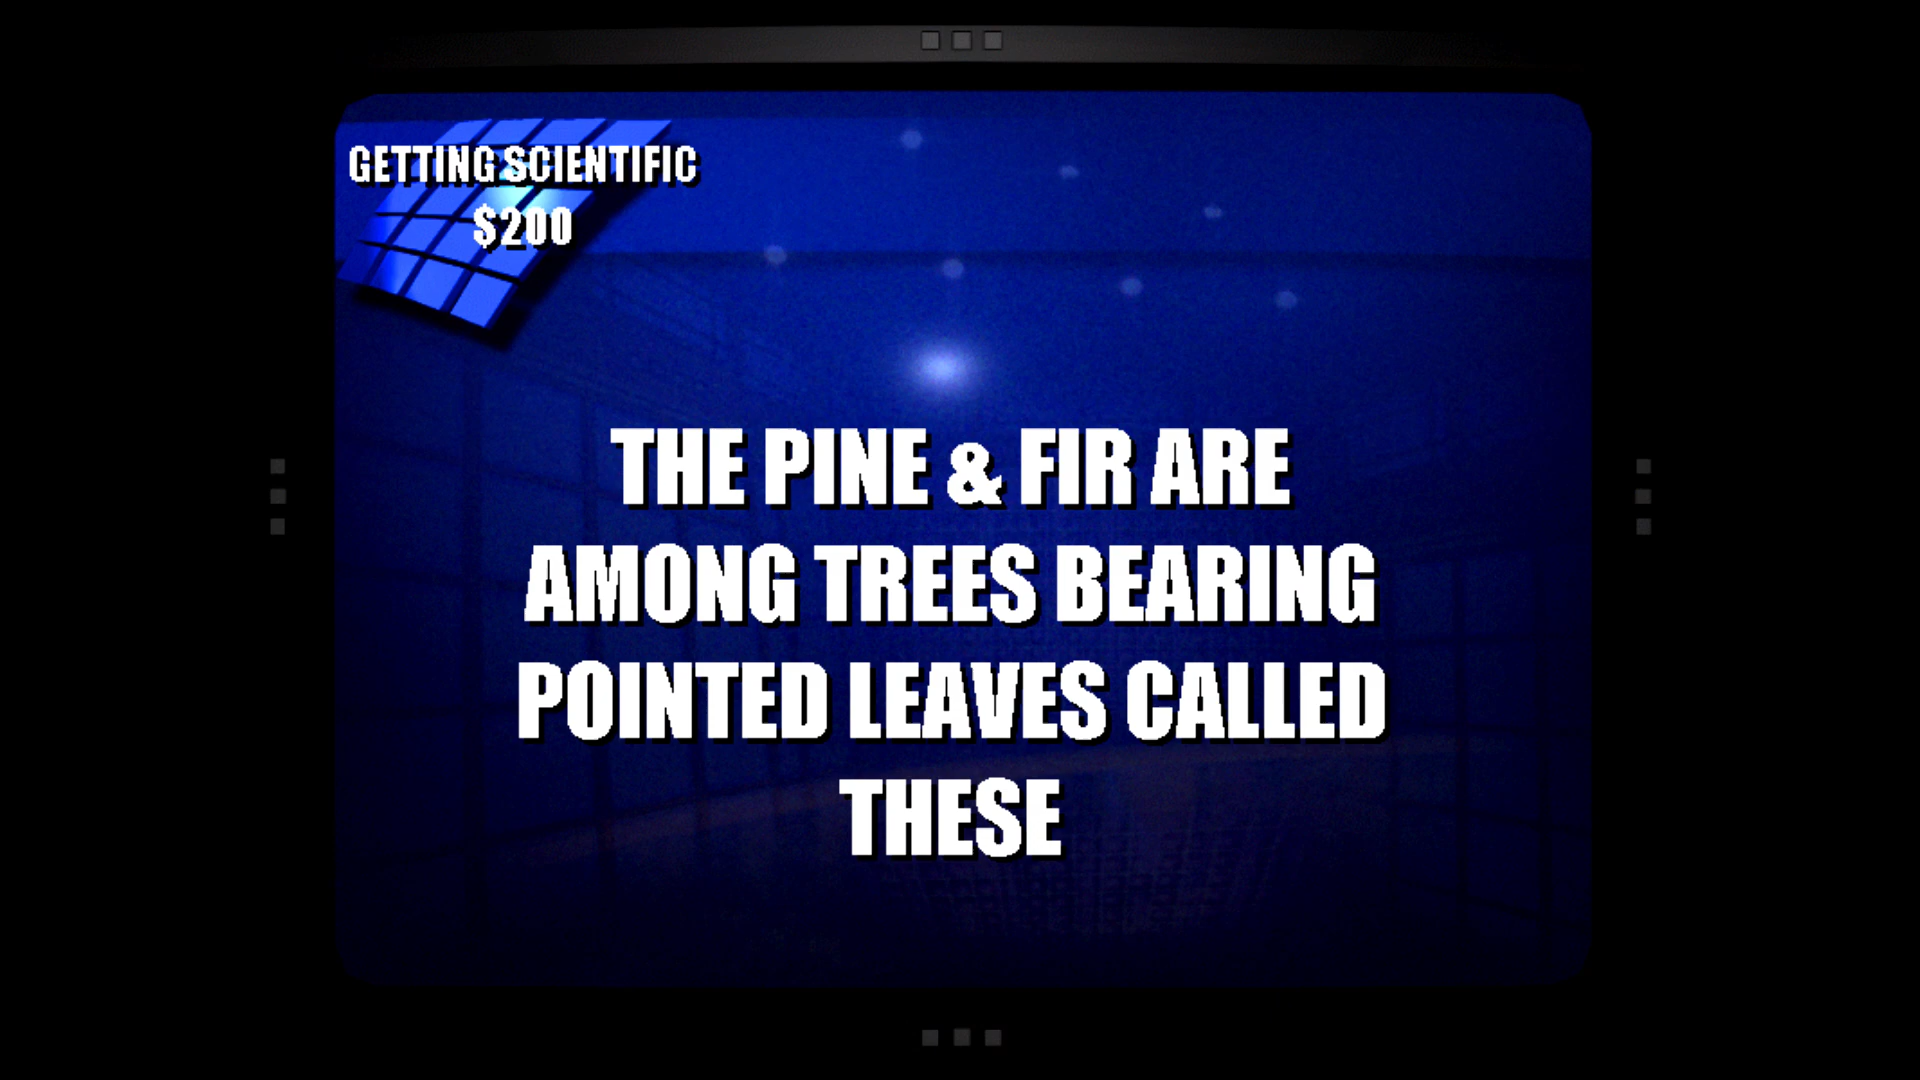 GETTING SCIENTIFIC
$200
THE PINE & FIR ARE
AMONG TREES BEARING
POINTED LEAVES CALLED
THESE